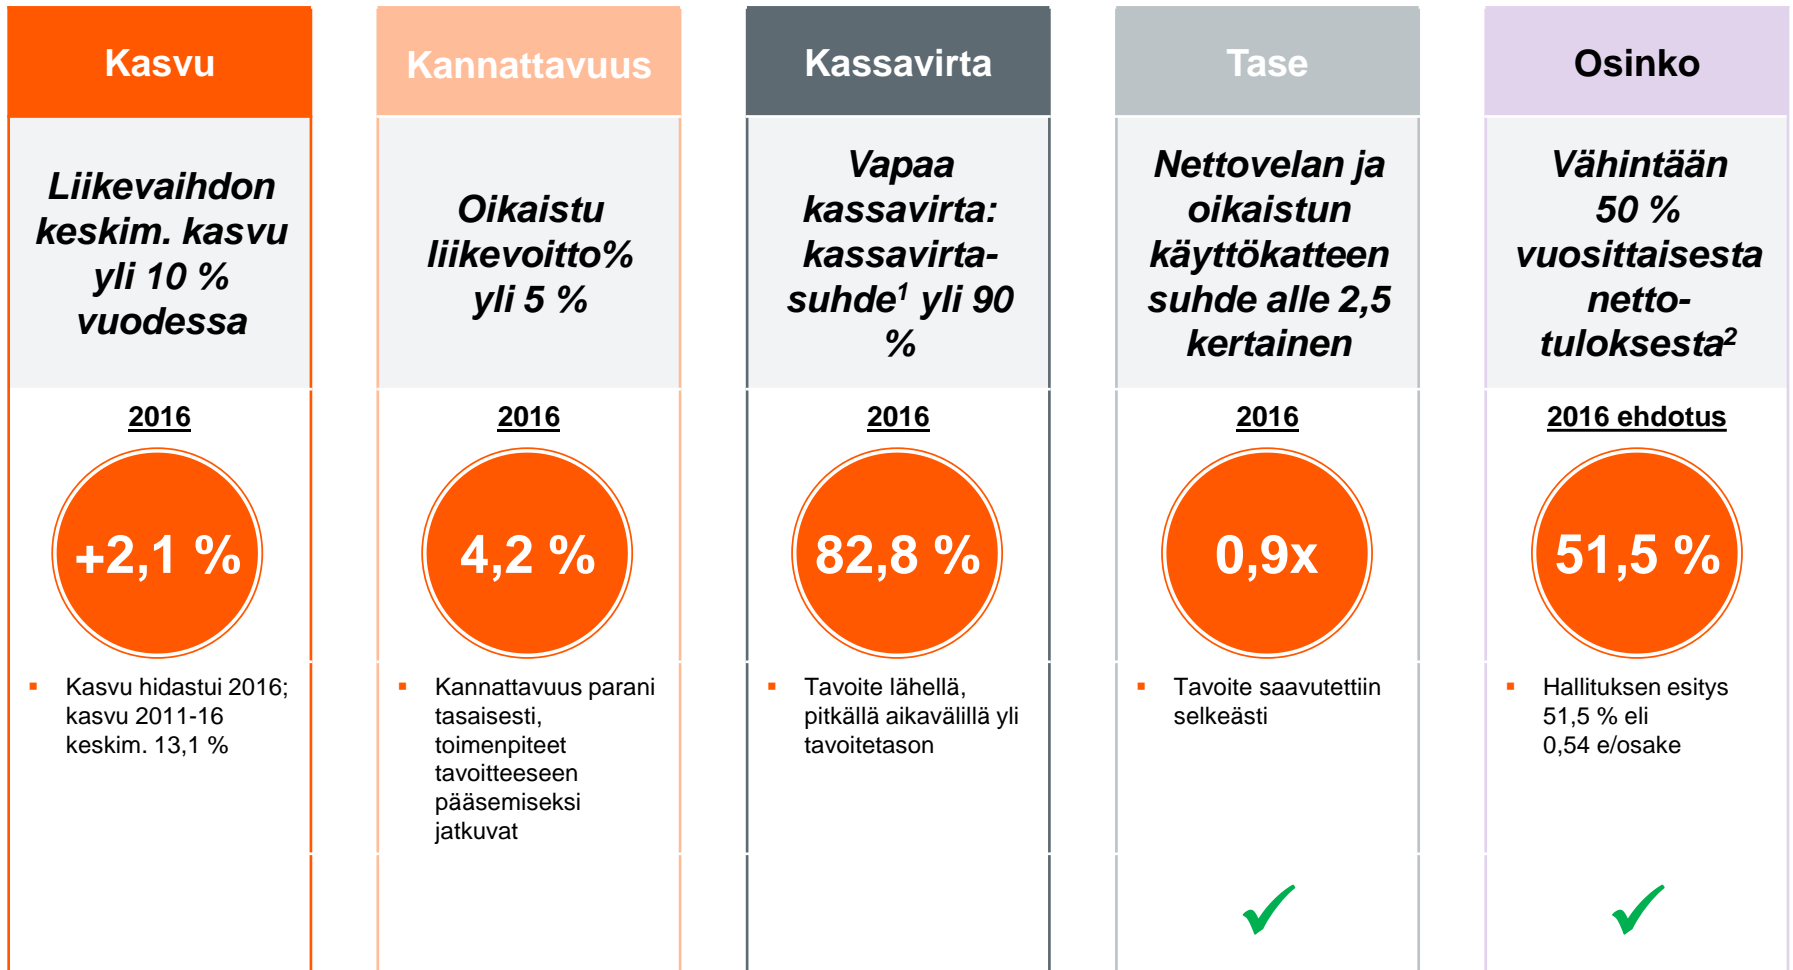 Kasvu
Liikevaihdon
keskim. kasvu
yli 10 %
vuodessa
2016
+2,1 %
▪ Kasvu hidastui 2016;
kasvu 2011-16
keskim. 13,1 %
Kannattavuus
Oikaistu
liikevoitto%
yli 5 %
2016
4,2 %
▪ Kannattavuus parani
tasaisesti,
toimenpiteet
tavoitteeseen
pääsemiseksi
jatkuvat
Kassavirta
Vapaa
kassavirta:
kassavirta-
suhde¹ yli 90
%
2016
82,8 %
▪ Tavoite lähellä,
pitkällä aikavälillä yli
tavoitetason
Tase
Nettovelan ja
oikaistun
käyttökatteen
suhde alle 2,5
kertainen
2016
0,9x
▪ Tavoite saavutettiin
selkeästi
Osinko
Vähintään
50 %
vuosittaisesta
netto-
tuloksesta²
2016 ehdotus
51,5 %
▪ Hallituksen esitys
51,5 % eli
0,54 e/osake